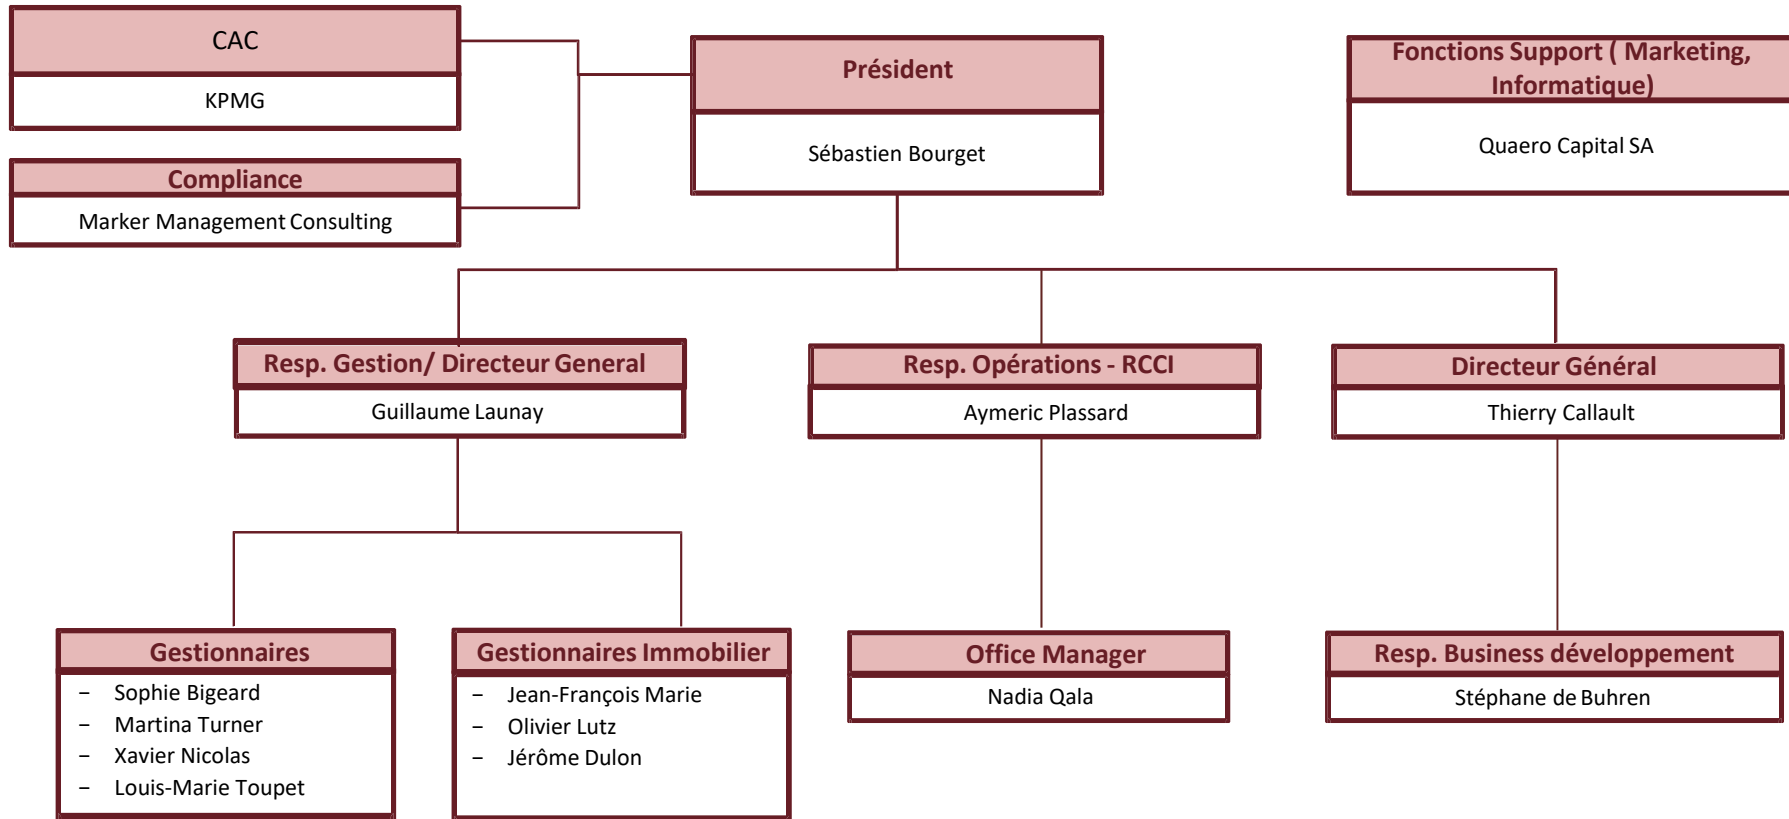 CAC
KPMG
Compliance
Marker Management Consulting
Président
Sébastien Bourget
Fonctions Support ( Marketing,
Informatique)
Quaero Capital SA
Resp. Gestion/ Directeur General
Guillaume Launay
Resp. Opérations - RCCI
Aymeric Plassard
Directeur Général
Thierry Callault
Gestionnaires
– Sophie Bigeard
– Martina Turner
– Xavier Nicolas
– Louis-Marie Toupet
Gestionnaires Immobilier
– Jean-François Marie
– Olivier Lutz
– Jérôme Dulon
Office Manager
Nadia Qala
Resp. Business développement
Stéphane de Buhren